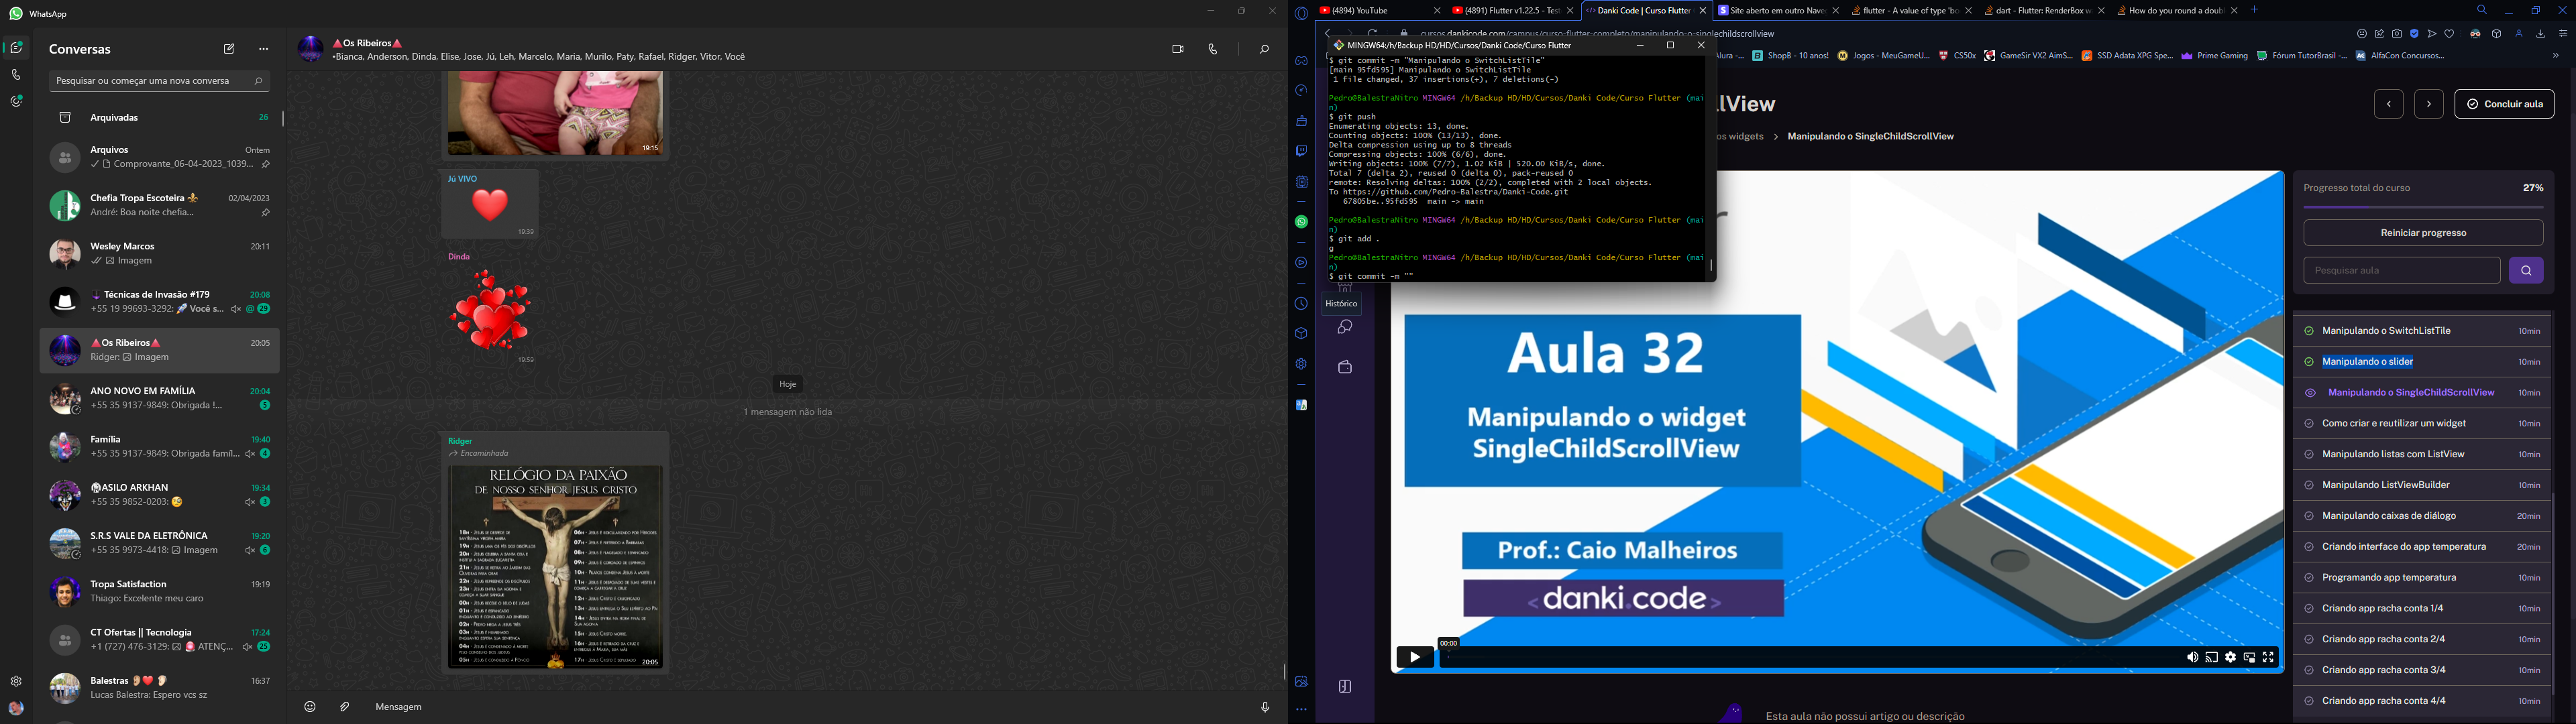 WhatsApp
Conversas
Pesquisar ou começar uma nova conversa
Arquivadas
26
Arquivos
Ontem
Comprovante_06-04-2023_1039...
Chefia Tropa Escoteira
02/04/2023
André: Boa noite chefia...
Wesley Marcos
20:11
Imagem
Técnicas de Invasão #179
20:08
+55 19 99693-3292: 🚀 Você s...
@ 29
🔺Os Ribeiros🔺
20:05
Ridger: Imagem
ANO NOVO EM FAMÍLIA
20:04
+55 35 9137-9849: Obrigada !...
5
Família
19:40
+55 35 9137-9849: Obrigada famíl...
4
ASILO ARKHAN
19:34
+55 35 9852-0203:
3
S.R.S VALE DA ELETRÔNICA
19:20
+55 35 9973-4418: Imagem
6
Tropa Satisfaction
19:19
Thiago: Excelente meu caro
CT Ofertas || Tecnologia
17:24
+1 (727) 476-3129: ATENÇ...
25
Balestras
16:37
Lucas Balestra: Espero vcs sz
🔺Os Ribeiros🔺
~Bianca, Anderson, Dinda, Elise, Jose, Jú, Leh, Marcelo, Maria, Murilo, Paty, Rafael, Ridger, Vitor, Você
19:15
Jú VIVO
19:39
Dinda
19:59
Hoje
1 mensagem não lida
Ridger
Encaminhada
RELÓGIO DA PAIXÃO
DE NOSSO SENHOR JESUS CRISTO
20:05
Mensagem
(4894) YouTube
(4891) Flutter v1.22.5 - Tes
Danki Code | Curso Flutter
Site aberto em outro Nave
flutter - A value of type 'bo
dart - Flutter: RenderBox w
How do you round a doub
cursos.dankicode.com/campus/curso-flutter-completo/manipulando-o-singlechildscrollview
Alura -...
ShopB - 10 anos!
Jogos - MeuGameU...
CS50x
GameSir VX2 AimS...
SSD Adata XPG Spe...
Prime Gaming
Fórum TutorBrasil -...
AlfaCon Concursos...
MINGW64:/h/Backup HD/HD/Cursos/Danki Code/Curso Flutter
$ git commit -m "Manipulando o SwitchListTile"
[main 95fd595] Manipulando o SwitchListTile
1 file changed, 37 insertions(+), 7 deletions(-)
Pedro@BalestraNitro MINGW64 /h/Backup HD/HD/Cursos/Danki Code/Curso Flutter (mai
n)
$ git push
Enumerating objects: 13, done.
Counting objects: 100% (13/13), done.
Delta compression using up to 8 threads
Compressing objects: 100% (6/6), done.
Writing objects: 100% (7/7), 1.02 KiB | 520.00 KiB/s, done.
Total 7 (delta 2), reused 0 (delta 0), pack-reused 0
remote: Resolving deltas: 100% (2/2), completed with 2 local objects.
To https://github.com/Pedro-Balestra/Danki-Code.git
67805be..95fd595 main -> main
Pedro@BalestraNitro MINGW64 /h/Backup HD/HD/Cursos/Danki Code/Curso Flutter (mai
n)
$ git add .
g
Pedro@BalestraNitro MINGW64 /h/Backup HD/HD/Cursos/Danki Code/Curso Flutter (mai
n)
$ git commit -m ""
Histórico
llView
os widgets > Manipulando o SingleChildScrollView
Concluir aula
Aula 32
Manipulando o widget
SingleChildScrollView
Prof.: Caio Malheiros
<danki.code>
00:00
Esta aula não possui artigo ou descrição
Progresso total do curso
27%
Reiniciar progresso
Pesquisar aula
Manipulando o SwitchListTile
10min
Manipulando o slider
10min
Manipulando o SingleChildScrollView
10min
Como criar e reutilizar um widget
10min
Manipulando listas com ListView
10min
Manipulando ListViewBuilder
10min
Manipulando caixas de diálogo
20min
Criando interface do app temperatura
20min
Programando app temperatura
10min
Criando app racha conta 1/4
10min
Criando app racha conta 2/4
10min
Criando app racha conta 3/4
10min
Criando app racha conta 4/4
10min